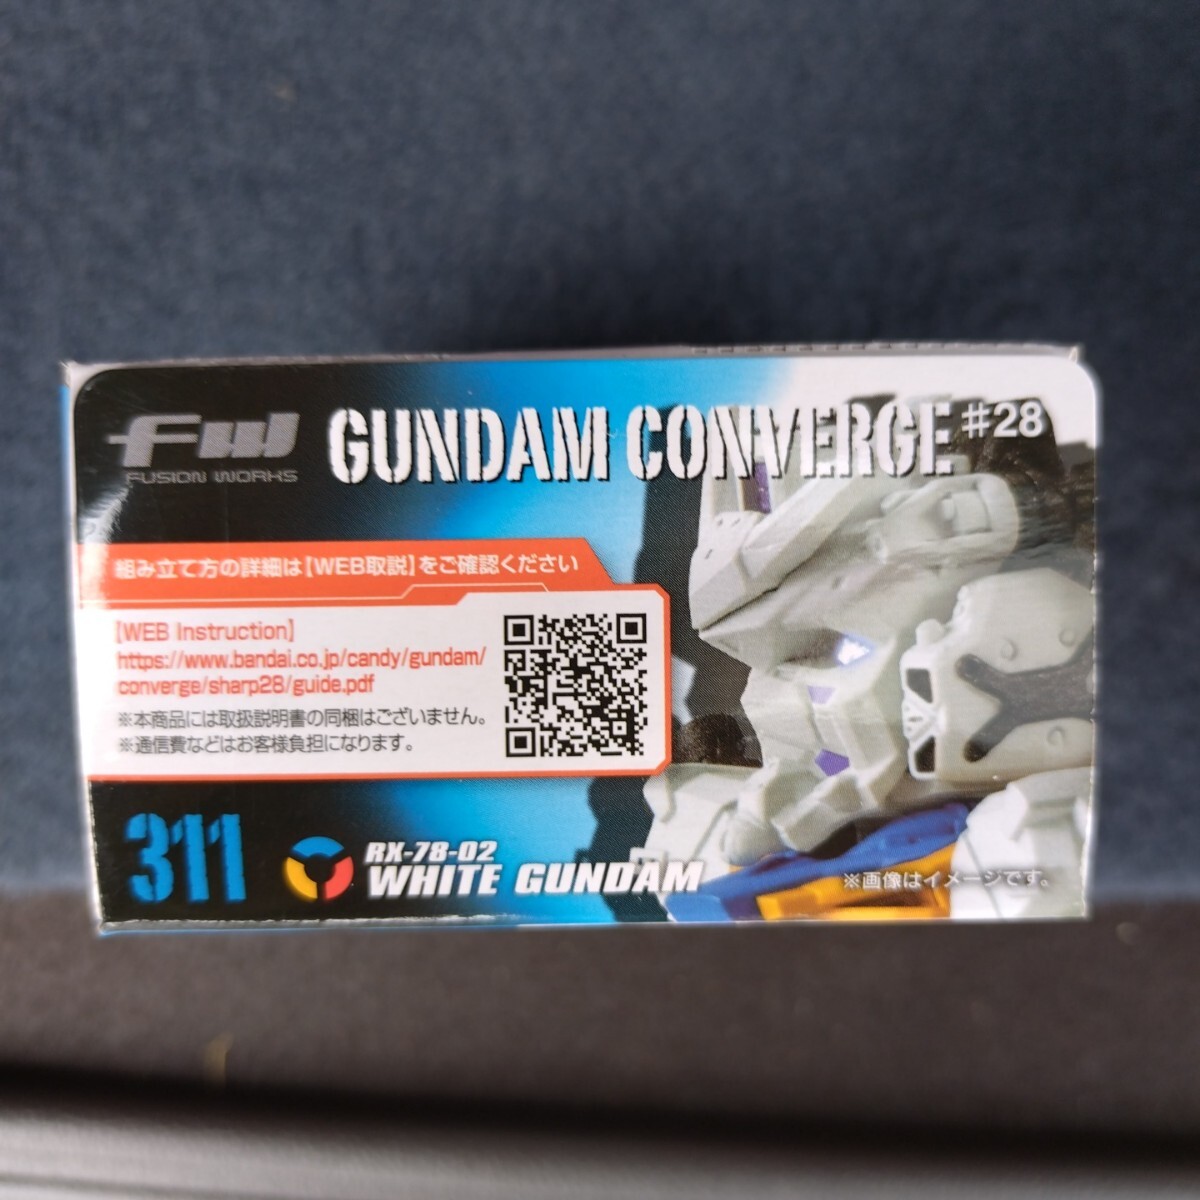 FW GUNDAM CONVERGE #28
FUSION WORKS
組み立て方の詳細は【WEB取説】をご確認ください
【WEB Instruction】
https://www.bandai.co.jp/candy/gundam/
converge/sharp28/guide.pdf
※本商品には取扱説明書の同梱はございません。
※通信費などはお客様負担になります。
311
RX-78-02
WHITE GUNDAM
※画像はイメージです。